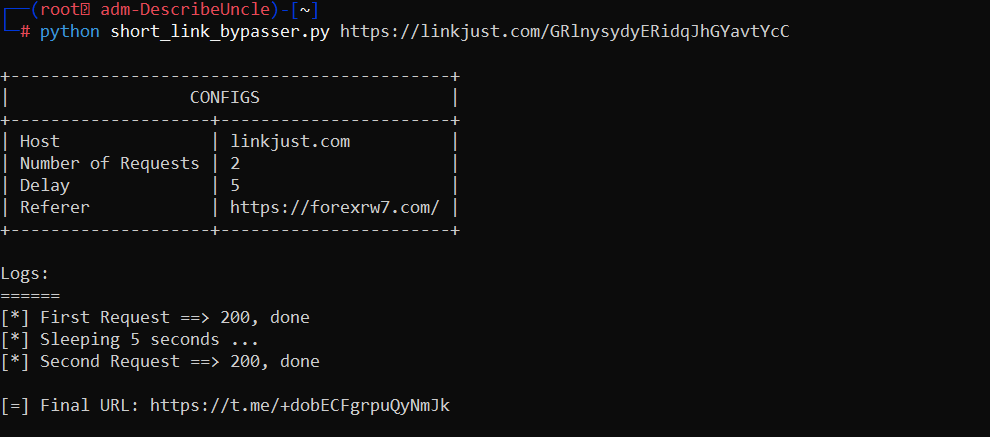 ┌──(root㉿ adm-DescribeUncle)-[~]
└─# python short_link_bypasser.py https://linkjust.com/GRlnysydyERidqJhGYavtYcC
+--------------------------------------------+
|                  CONFIGS                   |
+--------------------+-----------------------+
| Host               | linkjust.com          |
| Number of Requests | 2                     |
| Delay              | 5                     |
| Referer            | https://forexrw7.com/ |
+--------------------+-----------------------+
Logs:
======
[*] First Request ==> 200, done
[*] Sleeping 5 seconds ...
[*] Second Request ==> 200, done
[=] Final URL: https://t.me/+dobECFgrpuQyNmJk